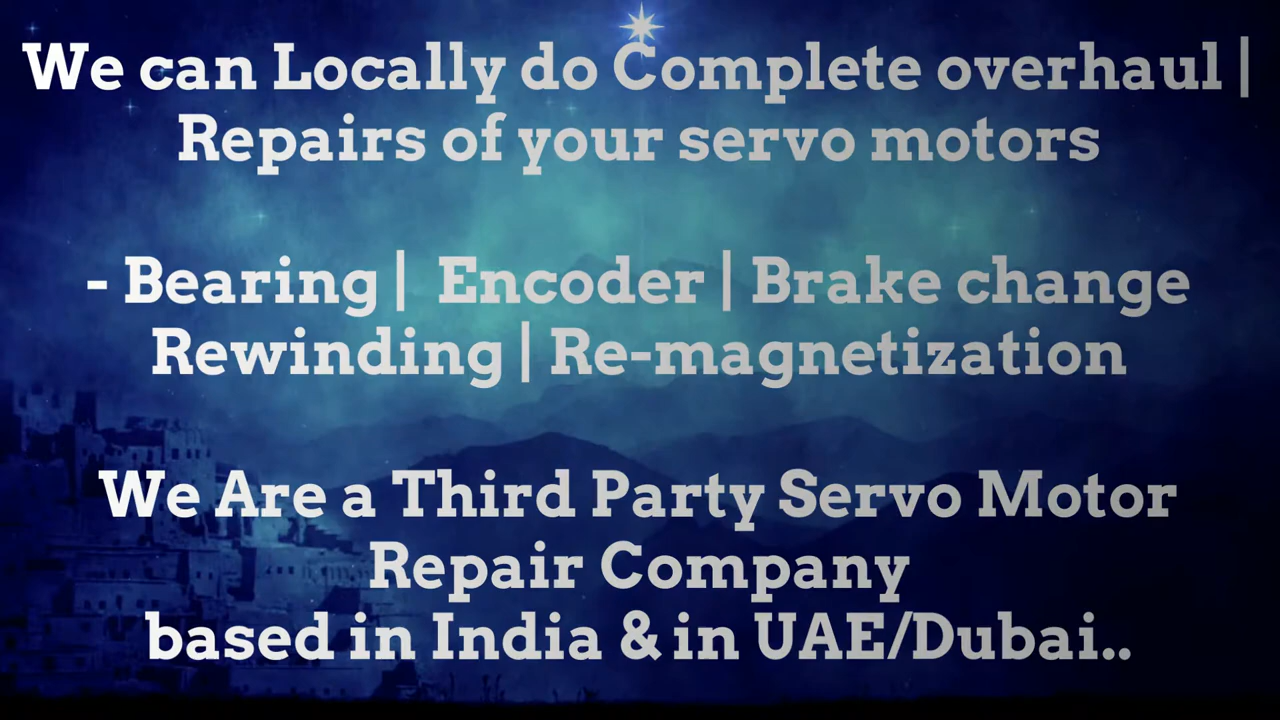 We can Locally do Complete overhaul |
Repairs of your servo motors
- Bearing | Encoder | Brake change
Rewinding | Re-magnetization
We Are a Third Party Servo Motor
Repair Company
based in India & in UAE/Dubai..